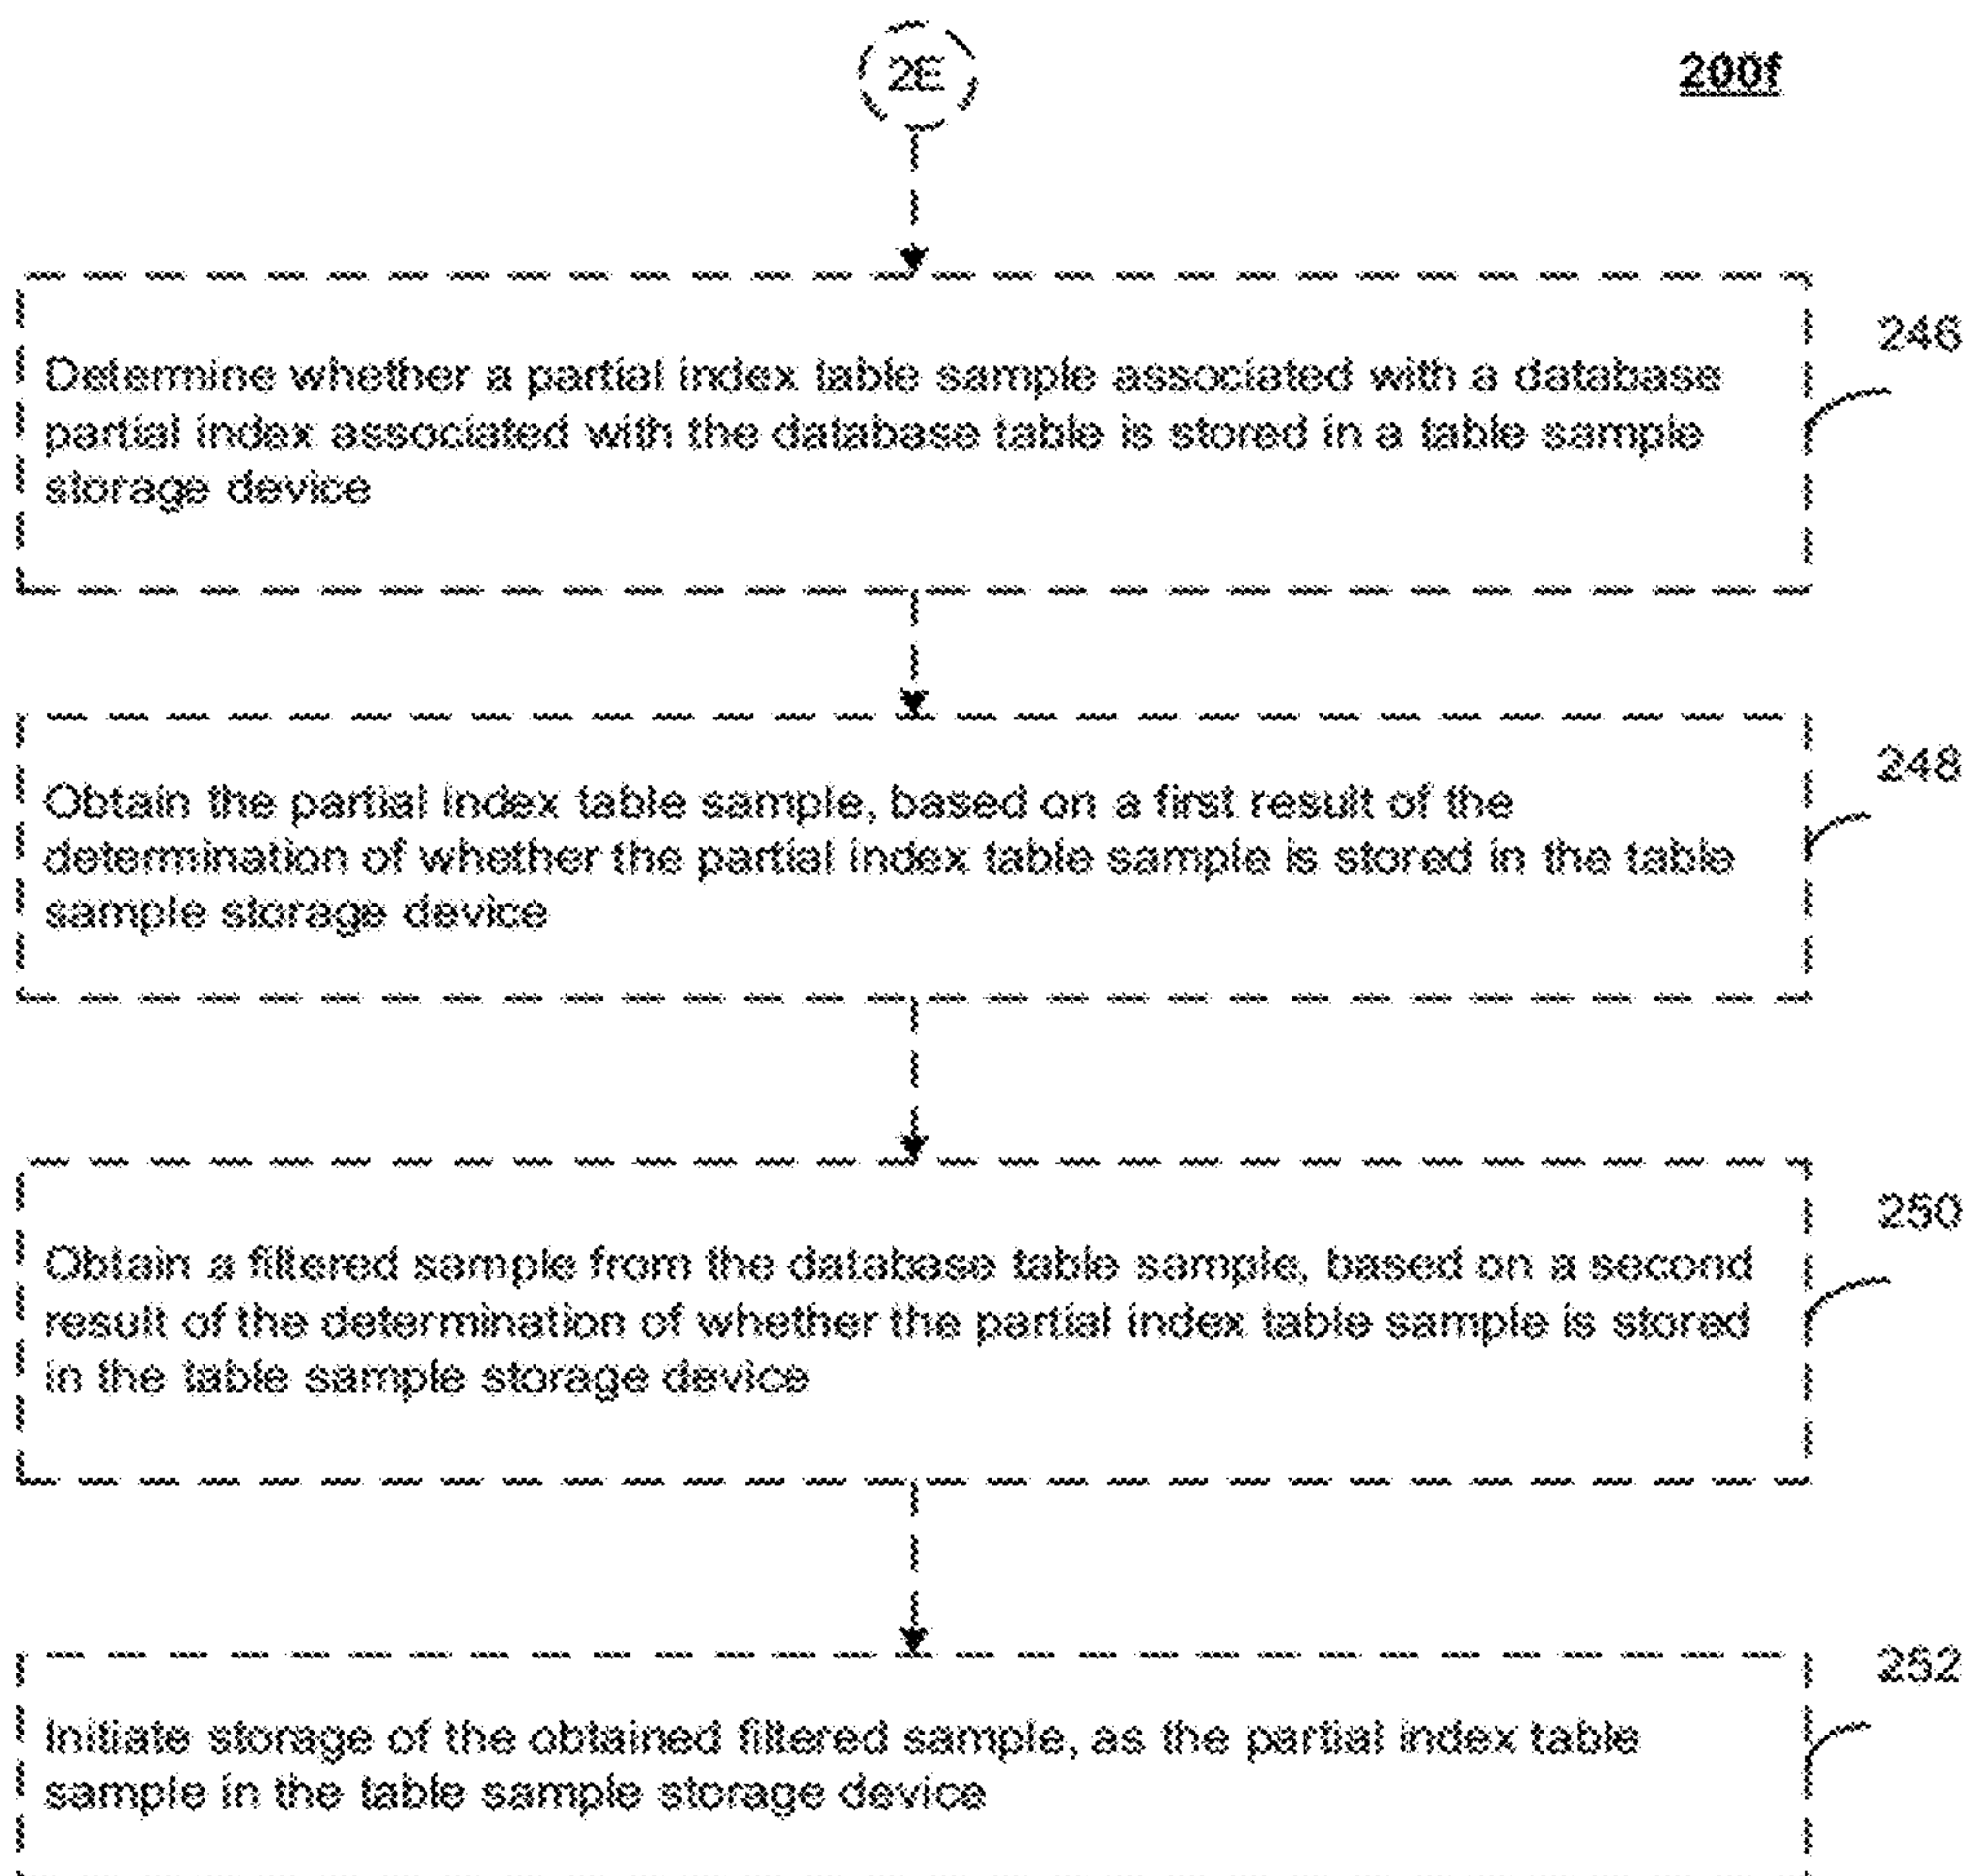 2E
200f
246
Determine whether a partial index table sample associated with a database
partial index associated with the database table is stored in a table sample
storage device
248
Obtain the partial index table sample, based on a first result of the
determination of whether the partial index table sample is stored in the table
sample storage device
250
Obtain a filtered sample from the database table sample, based on a second
result of the determination of whether the partial index table sample is stored
in the table sample storage device
252
Initiate storage of the obtained filtered sample, as the partial index table
sample in the table sample storage device